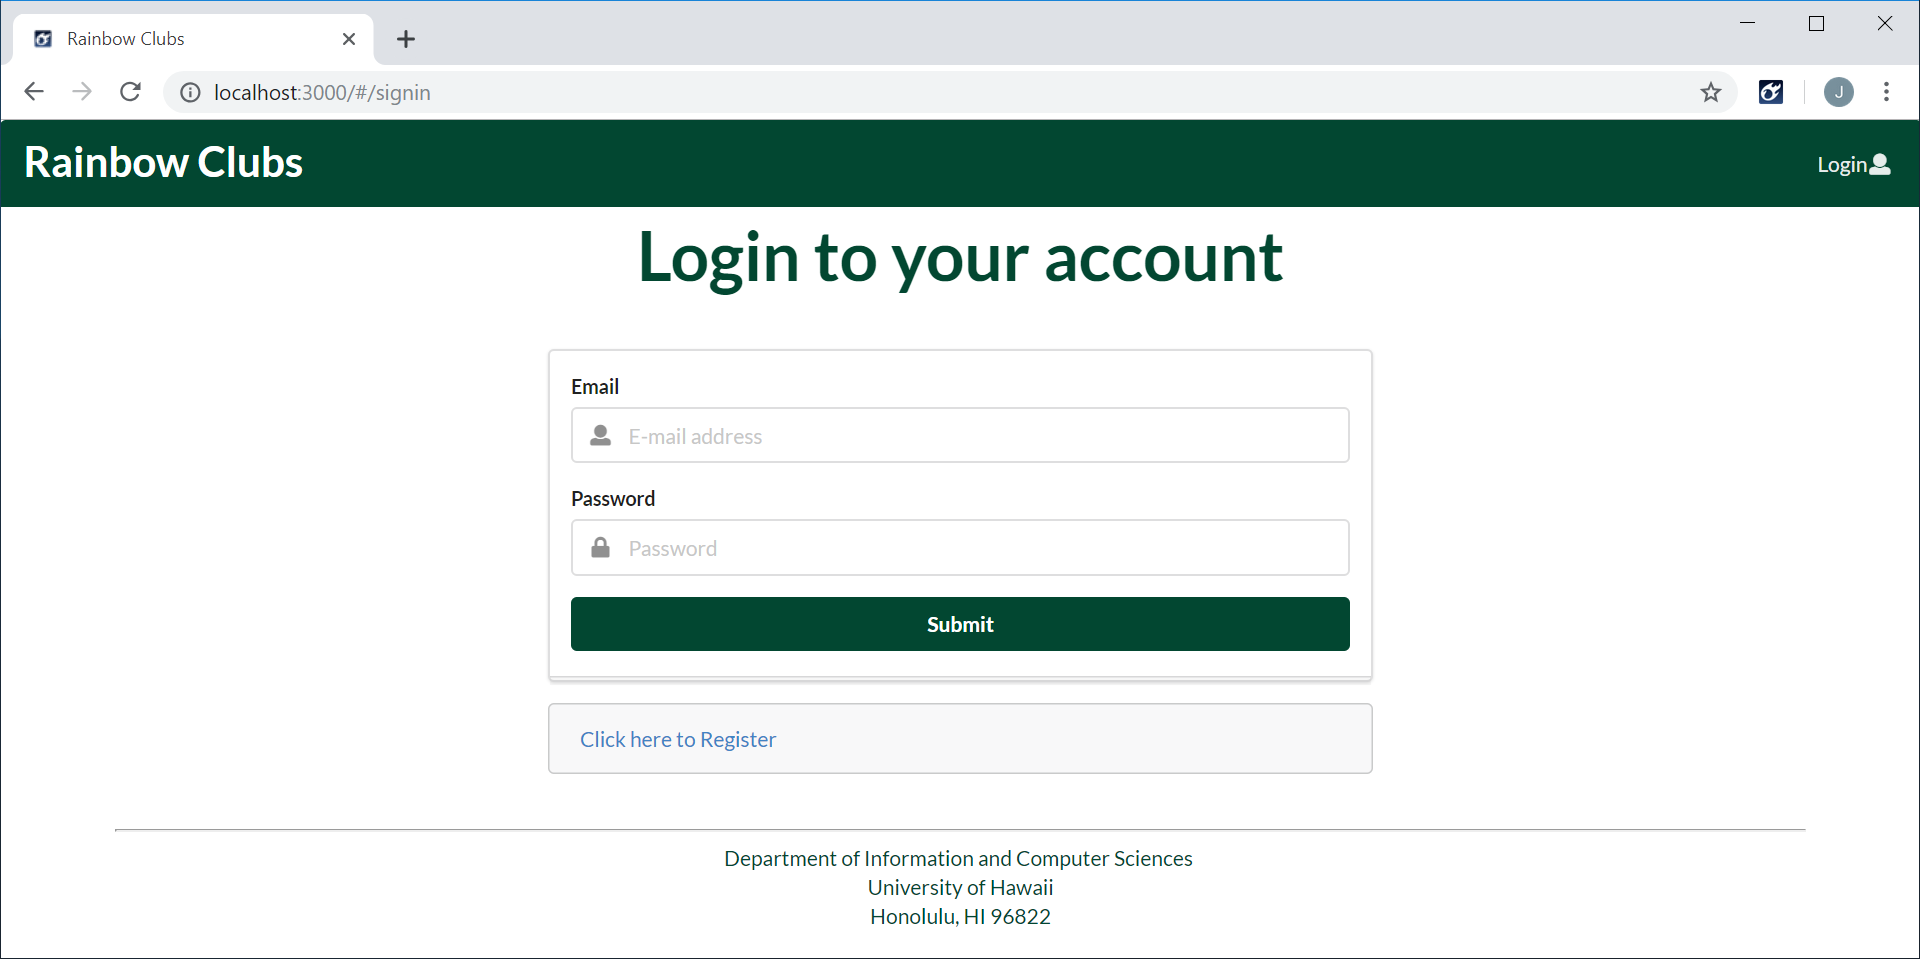 Rainbow Clubs
localhost:3000/#/signin
J
Rainbow Clubs
Login
Login to your account
Email
E-mail address
Password
Password
Submit
Click here to Register
Department of Information and Computer Sciences
University of Hawaii
Honolulu, HI 96822